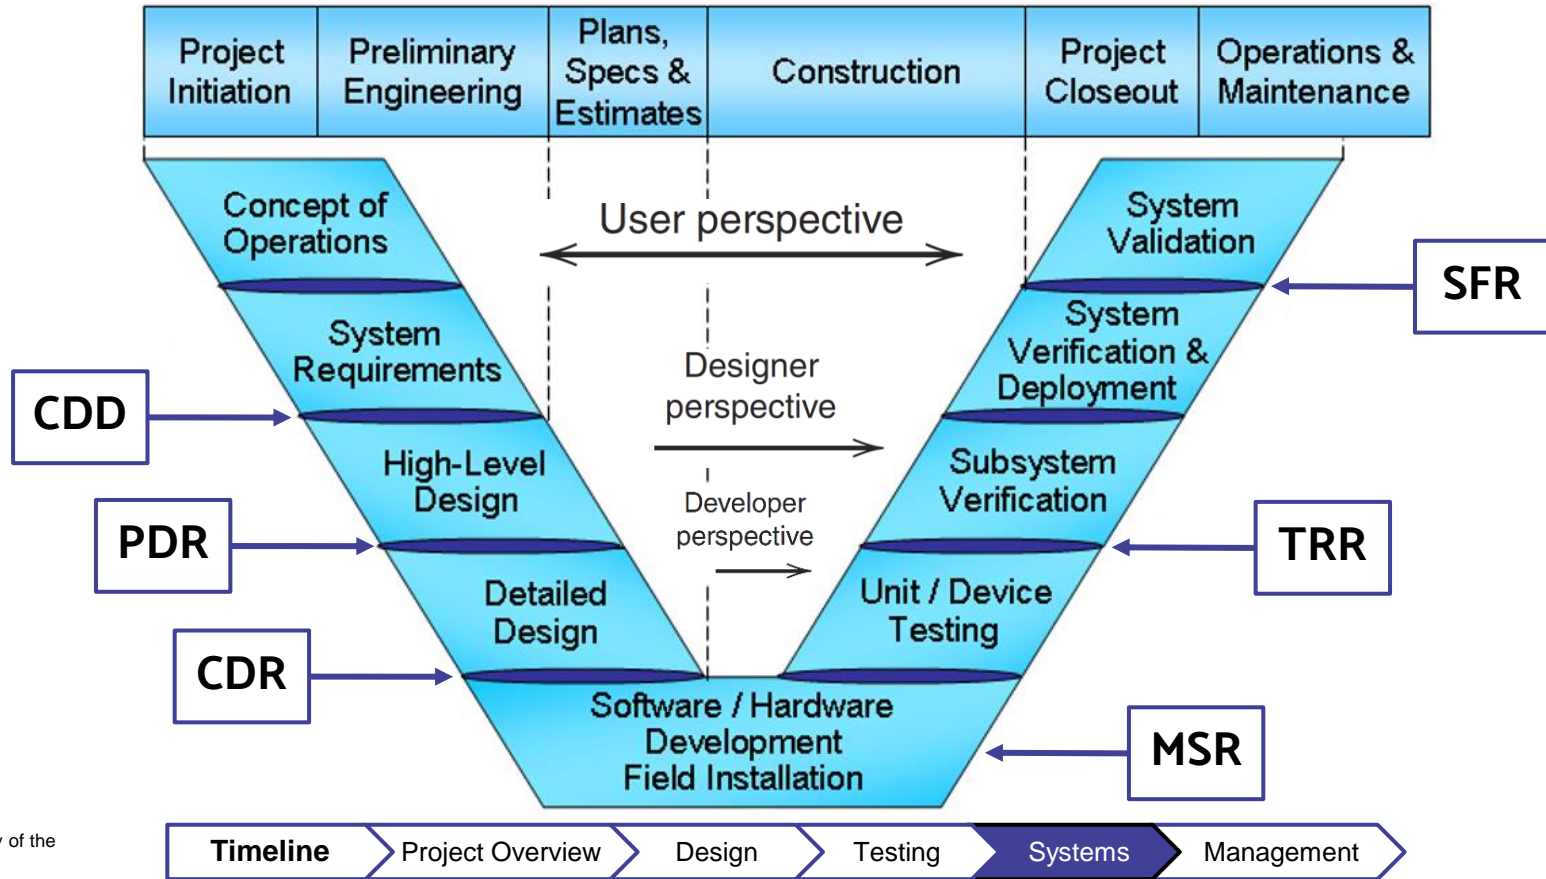 Project
Initiation
Preliminary
Engineering
Plans,
Specs &
Estimates
Construction
Project
Closeout
Operations &
Maintenance
Concept of
Operations
User perspective
System
Validation
SFR
System
Requirements
Designer
perspective
System
Verification &
Deployment
CDD
High-Level
Design
Developer
perspective
Subsystem
Verification
PDR
TRR
Detailed
Design
Unit / Device
Testing
CDR
Software / Hardware
Development
Field Installation
MSR
of the
Timeline
Project Overview
Design
Testing
Systems
Management